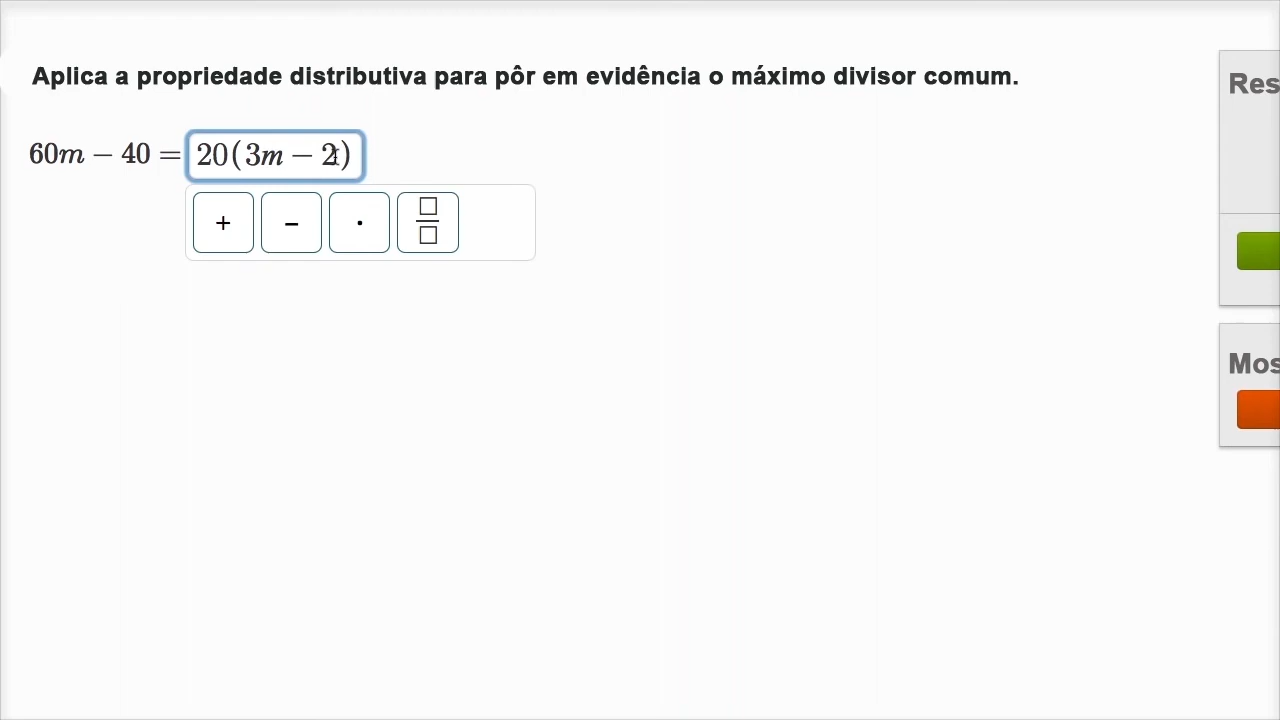 Aplica a propriedade distributiva para pôr em evidência o máximo divisor comum.
60m − 40 = 20(3m − 2)
+ − · □/□
Res
Mos